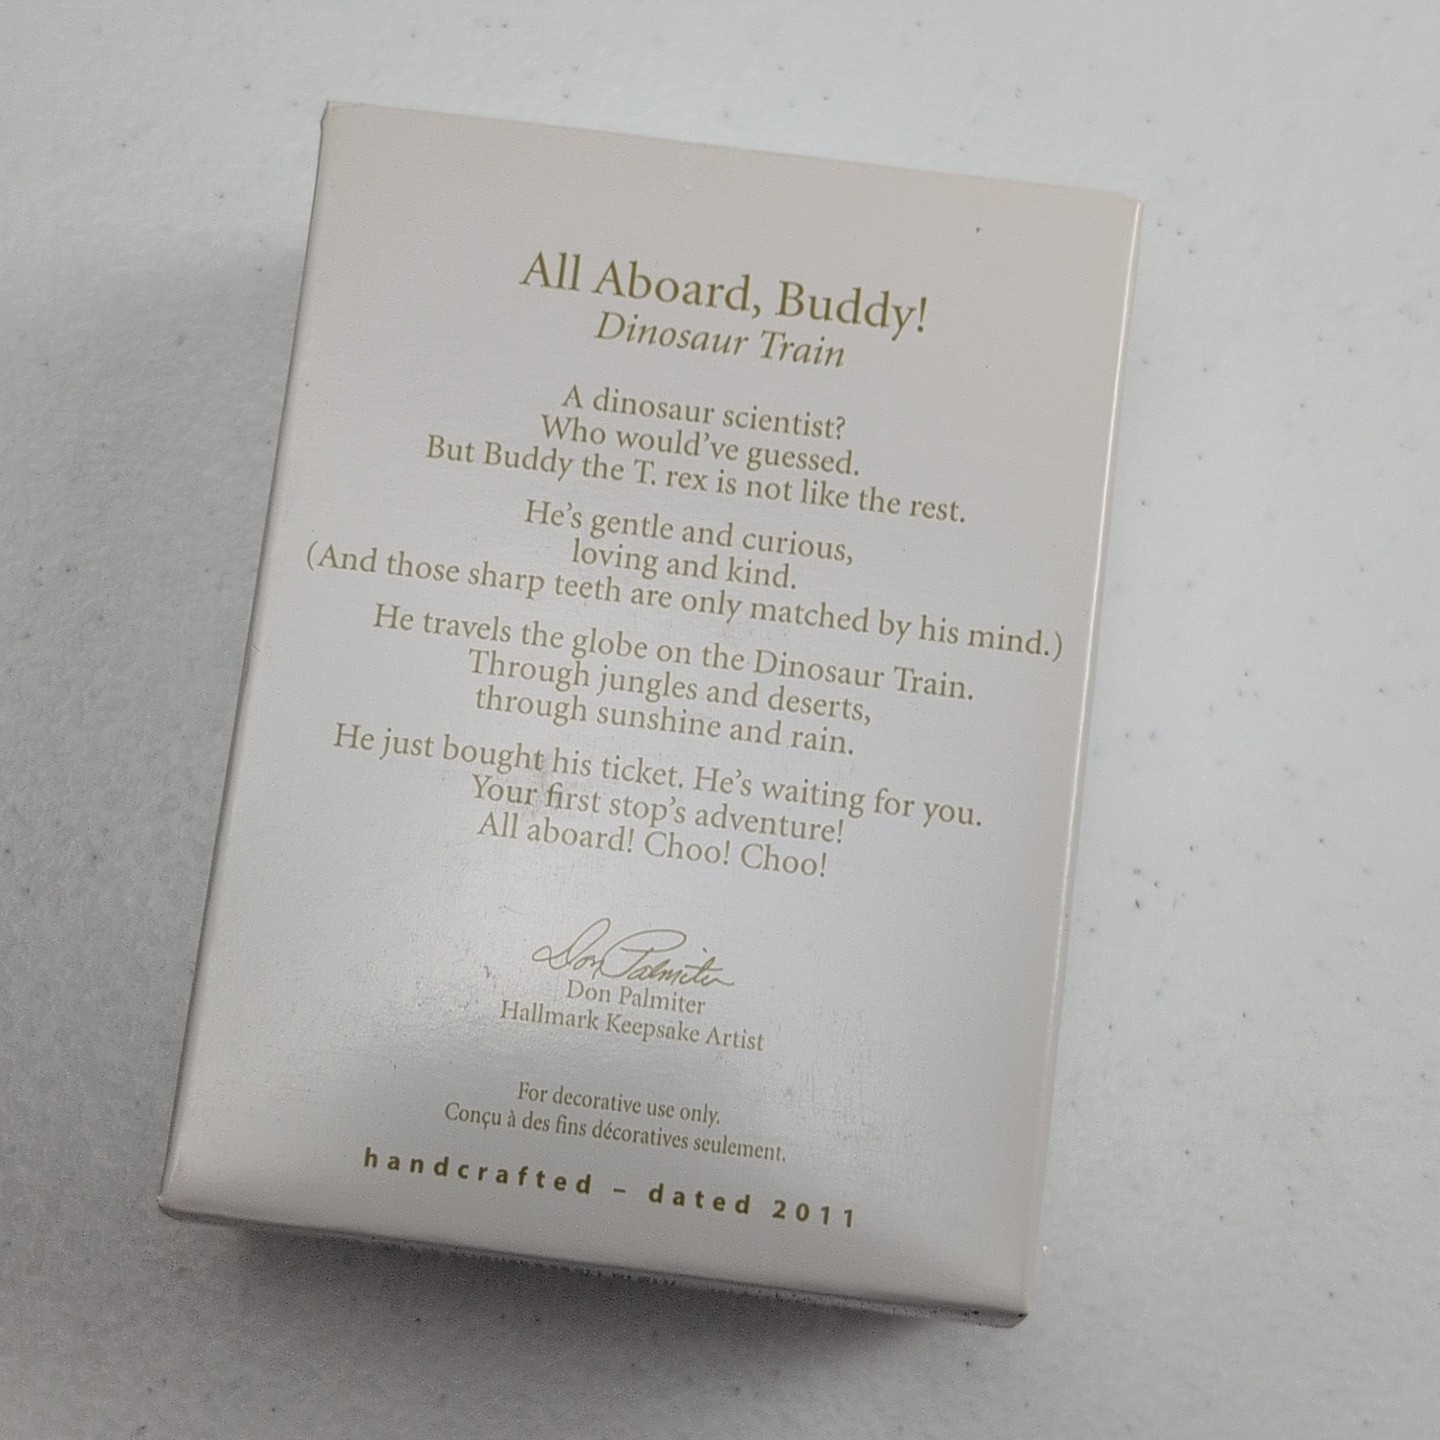 All Aboard, Buddy!
Dinosaur Train
A dinosaur scientist?
Who would've guessed.
But Buddy the T. rex is not like the rest.
He's gentle and curious,
loving and kind.
(And those sharp teeth are only matched by his mind.)
He travels the globe on the Dinosaur Train.
Through jungles and deserts,
through sunshine and rain.
He just bought his ticket. He's waiting for you.
Your first stop's adventure!
All aboard! Choo! Choo!
Don Palmiter
Don Palmiter
Hallmark Keepsake Artist
For decorative use only.
Conçu à des fins décoratives seulement.
handcrafted – dated 2011